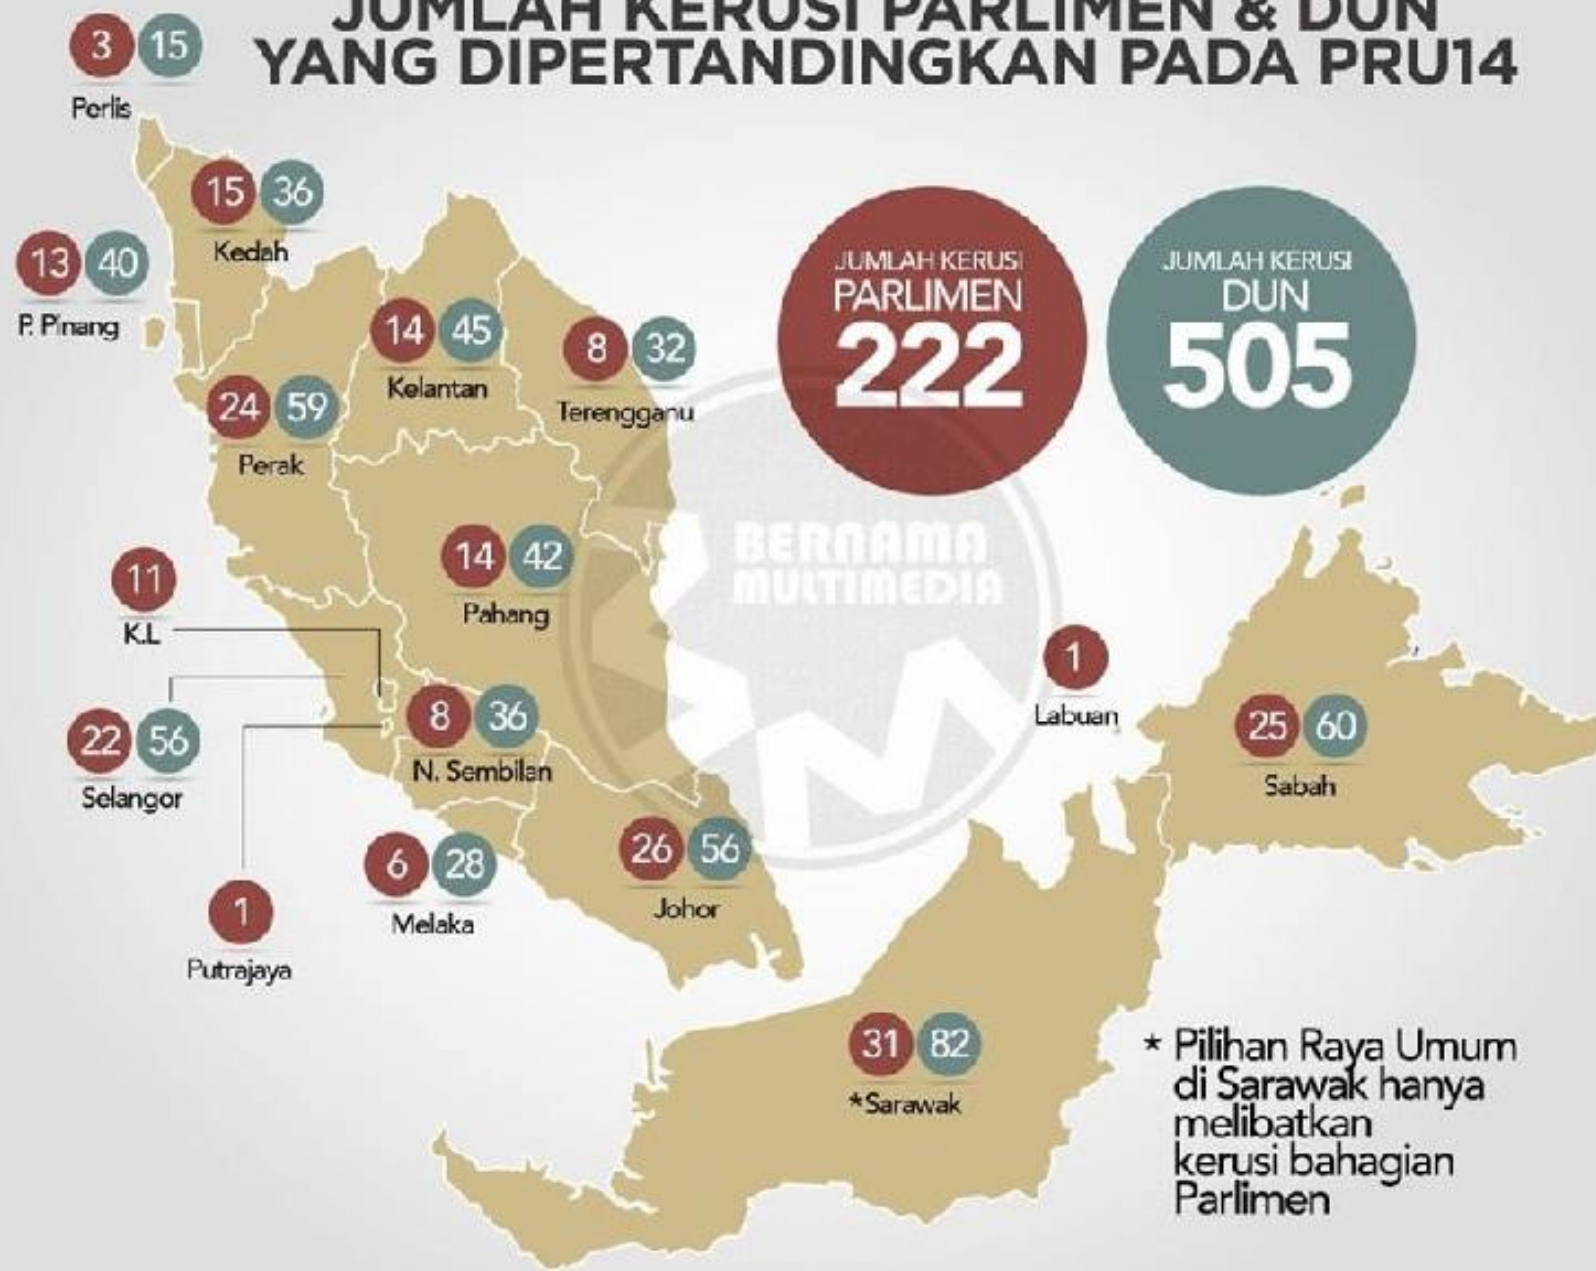 JUMLAH KERUSI PARLIMEN & DUN
YANG DIPERTANDINGKAN PADA PRU14
3 15
Perlis
15 36
Kedah
13 40
P. Pinang
14 45
Kelantan
8 32
Terengganu
24 59
Perak
JUMLAH KERUSI
PARLIMEN
222
JUMLAH KERUSI
DUN
505
BERNAMA
MULTIMEDIA
14 42
Pahang
11
K.L
22 56
Selangor
8 36
N. Sembilan
6 28
Melaka
1
Putrajaya
26 56
Johor
1
Labuan
25 60
Sabah
31 82
*Sarawak
* Pilihan Raya Umum
di Sarawak hanya
melibatkan
kerusi bahagian
Parlimen